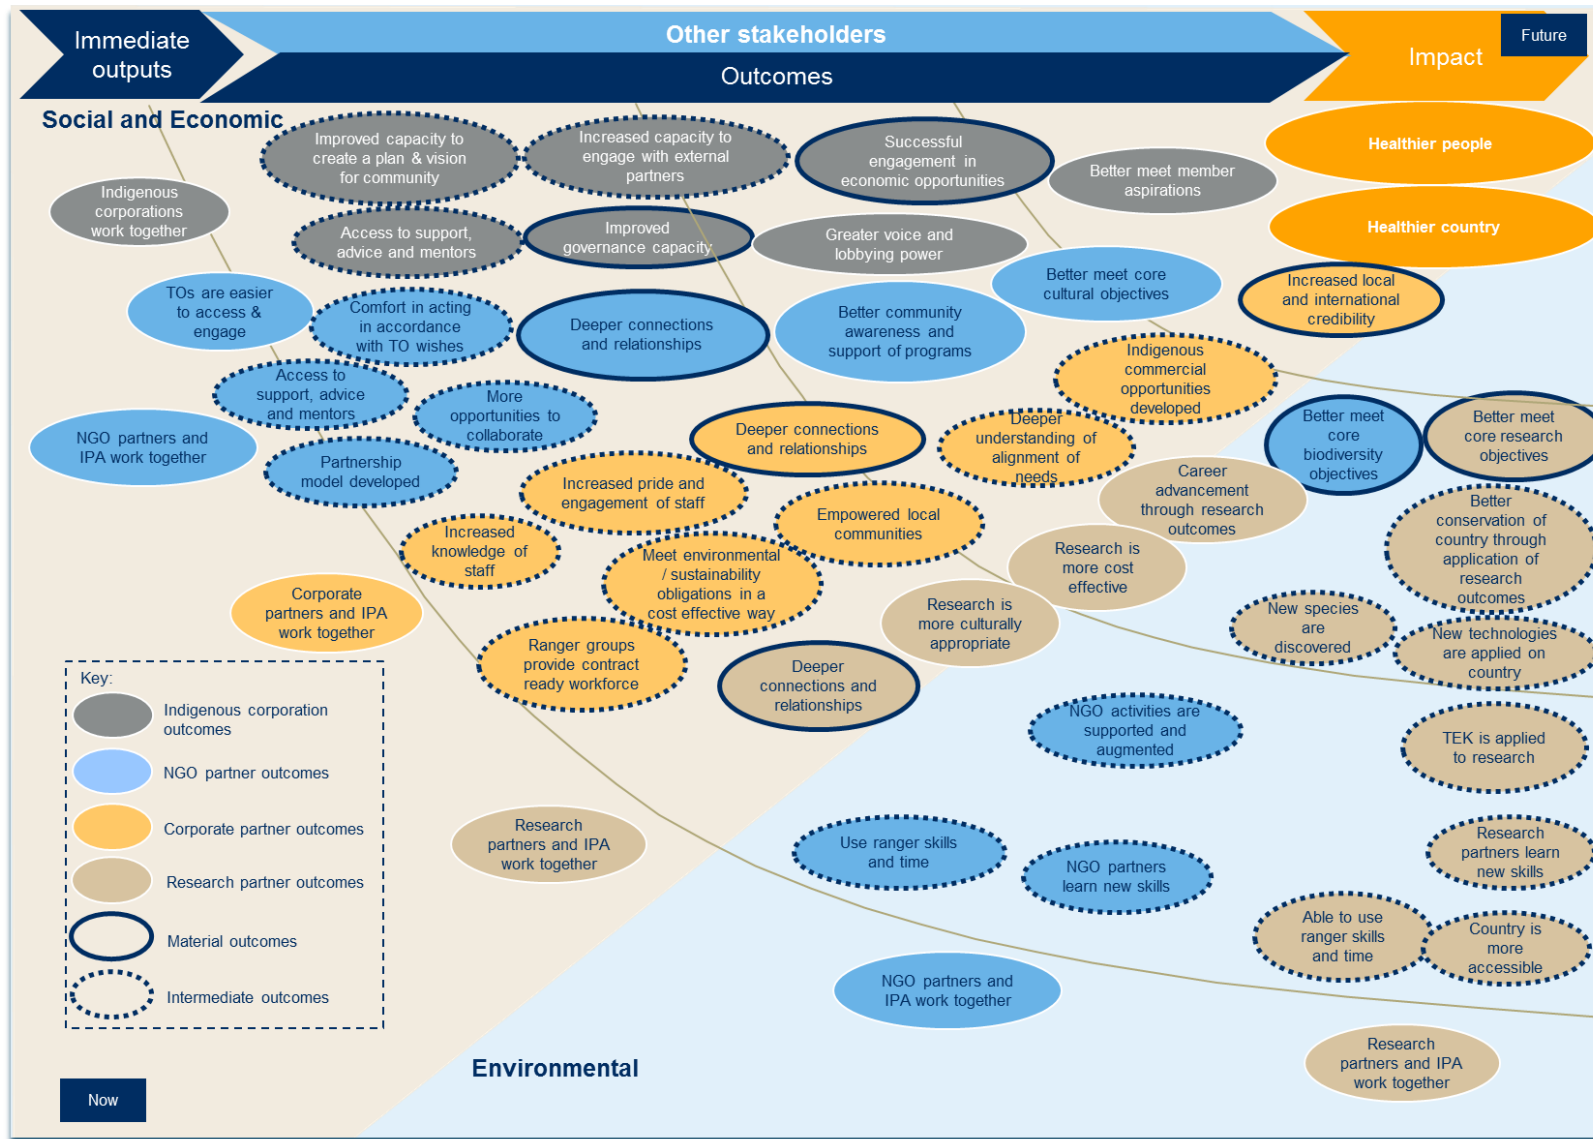 Immediate
outputs
Other stakeholders
Outcomes
Impact
Future
Social and Economic
Improved capacity to
create a plan & vision
for community
Increased capacity to
engage with external
partners
Successful
engagement in
economic opportunities
Better meet member
aspirations
Healthier people
Indigenous
corporations
work together
Access to support,
advice and mentors
Improved
governance capacity
Greater voice and
lobbying power
Healthier country
TOs are easier
to access &
engage
Comfort in acting
in accordance
with TO wishes
Deeper connections
and relationships
Better community
awareness and
support of programs
Better meet core
cultural objectives
Increased local
and international
credibility
Access to
support, advice
and mentors
More
opportunities to
collaborate
Indigenous
commercial
opportunities
developed
NGO partners and
IPA work together
Partnership
model developed
Deeper connections
and relationships
Deeper
understanding of
alignment of
needs
Better meet
core
biodiversity
objectives
Better meet
core research
objectives
Increased pride and
engagement of staff
Career
advancement
through research
outcomes
Increased
knowledge of
staff
Empowered local
communities
Better
conservation of
country through
application of
research
outcomes
Meet environmental
/ sustainability
obligations in a
cost effective way
Research is
more cost
effective
Corporate
partners and IPA
work together
Research is
more culturally
appropriate
New species
are
discovered
New technologies
are applied on
country
Ranger groups
provide contract
ready workforce
Deeper
connections and
relationships
NGO activities are
supported and
augmented
TEK is applied
to research
Key:
Indigenous corporation
outcomes
NGO partner outcomes
Corporate partner outcomes
Research partner outcomes
Material outcomes
Intermediate outcomes
Research
partners and IPA
work together
Use ranger skills
and time
NGO partners
learn new skills
Research
partners learn
new skills
Able to use
ranger skills
and time
Country is
more
accessible
NGO partners and
IPA work together
Research
partners and IPA
work together
Environmental
Now